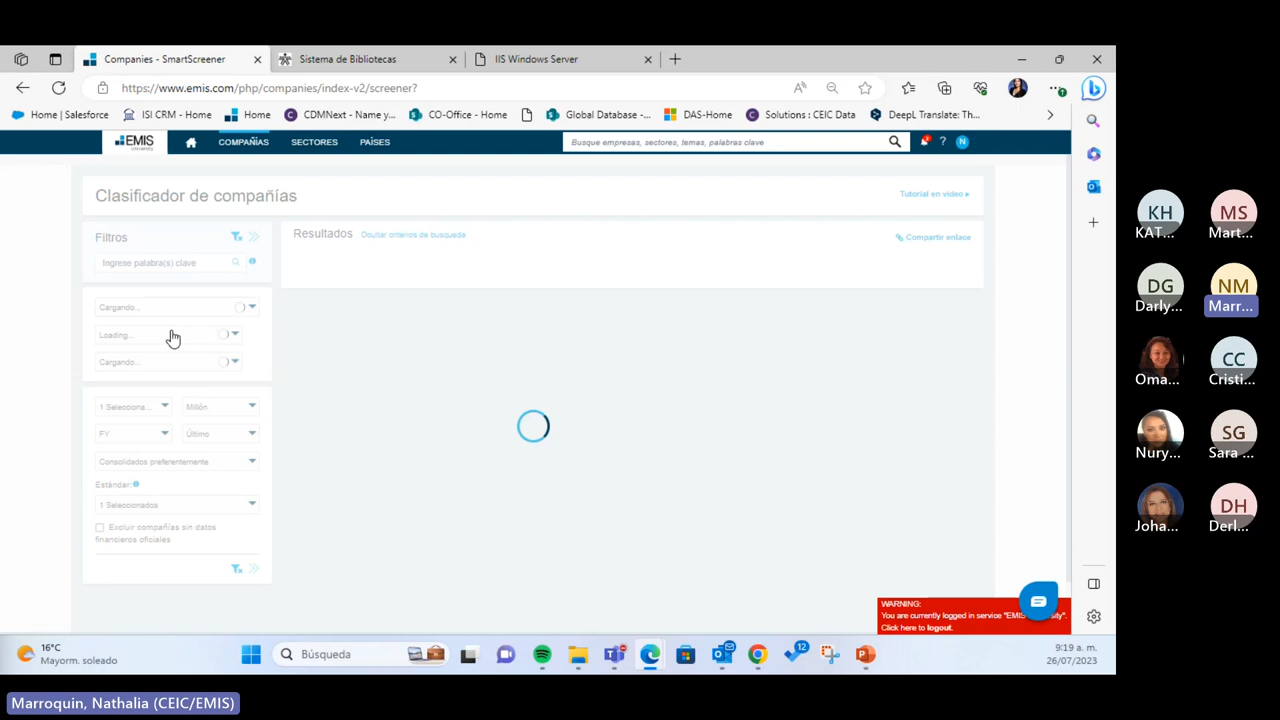 Companies - SmartScreener
Sistema de Bibliotecas
IIS Windows Server
https://www.emis.com/php/companies/index-v2/screener?
Home | Salesforce
ISI CRM - Home
Home
CDMNext - Name y...
CO-Office - Home
Global Database -...
DAS-Home
Solutions : CEIC Data
DeepL Translate: Th...
EMIS
COMPAÑÍAS
SECTORES
PAÍSES
Busque empresas, sectores, temas, palabras clave
?
N
Clasificador de compañías
Tutorial en video
Filtros
Resultados
Ocultar criterios de busqueda
Compartir enlace
Ingrese palabra(s) clave
Cargando...
Loading...
Cargando...
1 Selecciona...
Millón
FY
Último
Consolidados preferentemente
Estándar:
1 Seleccionados
Excluir compañías sin datos
financieros oficiales
WARNING:
You are currently logged in service "EMIS
Click here to logout.
16°C
Mayorm. soleado
Búsqueda
12
9:19 a. m.
26/07/2023
KH
KAT...
MS
Mart...
DG
Darly...
NM
Marr...
Oma...
CC
Cristi...
Nury...
SG
Sara ...
Joha...
DH
Derl...
Marroquin, Nathalia (CEIC/EMIS)